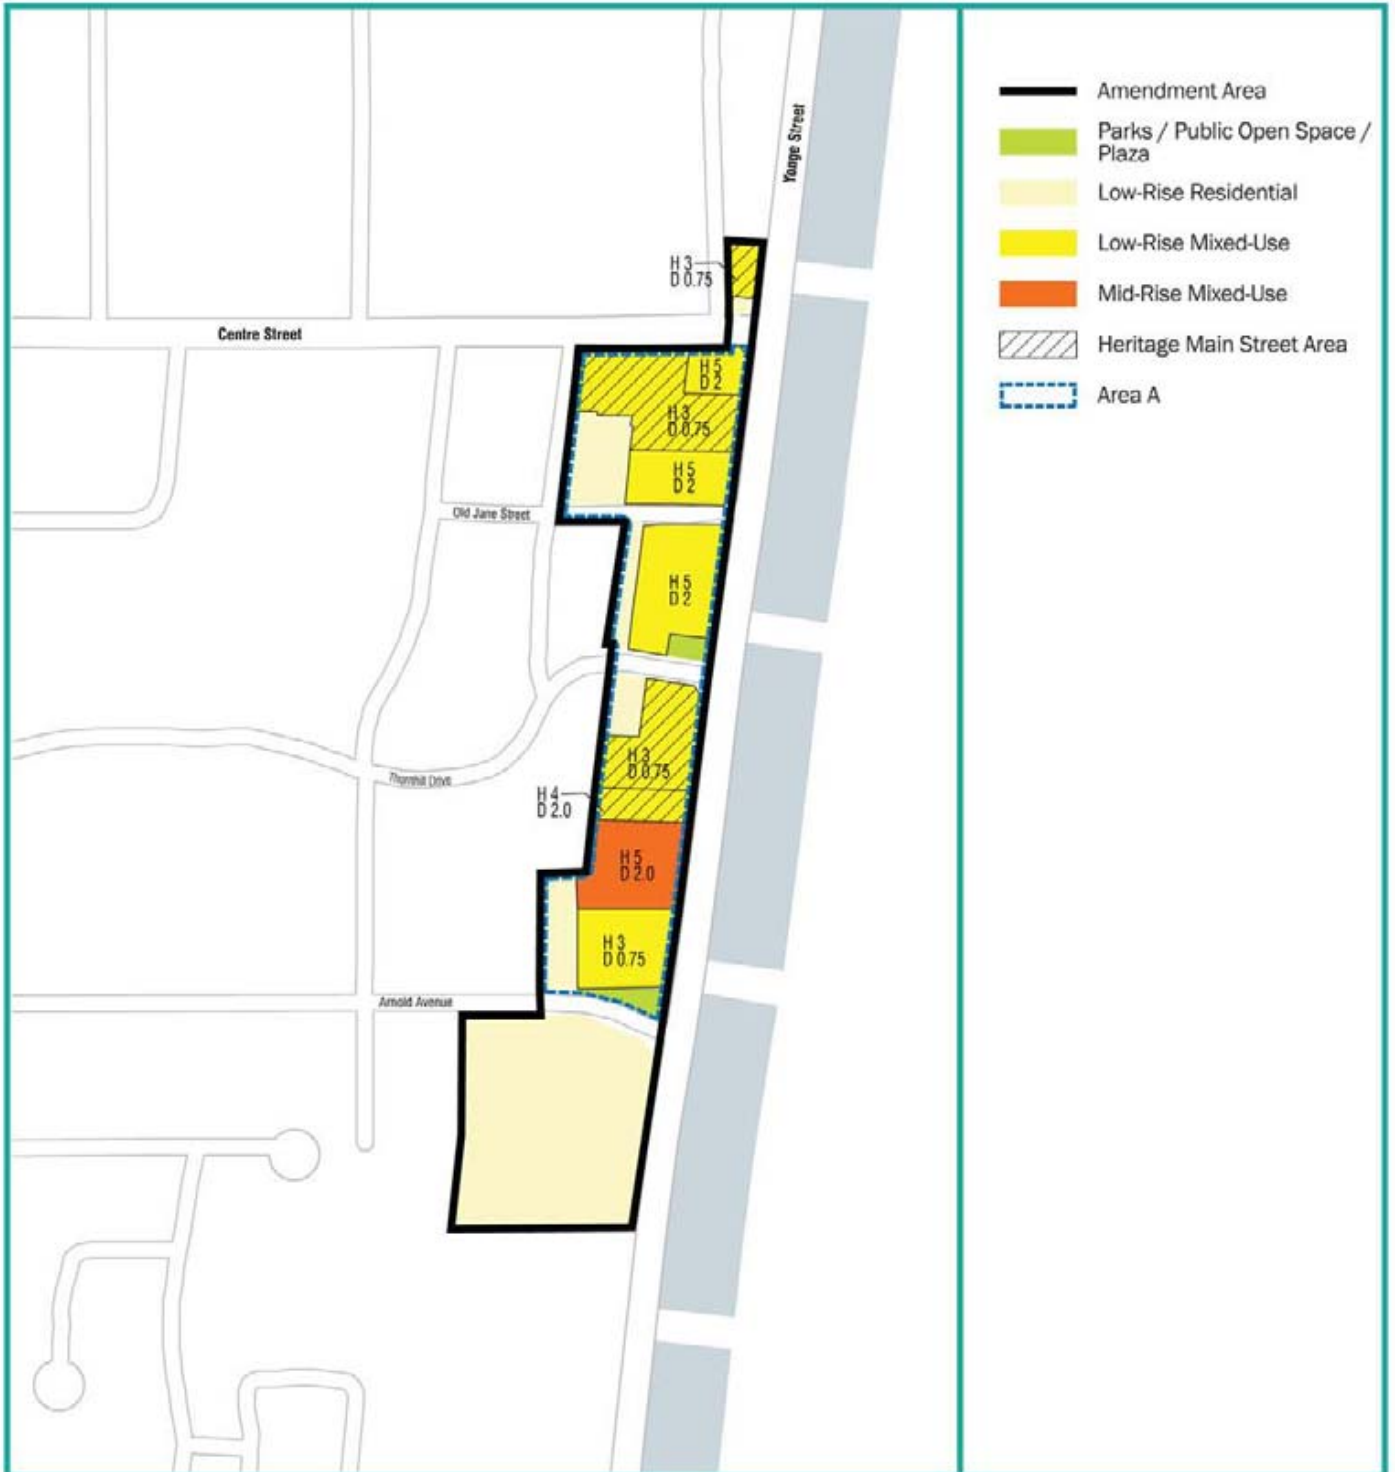 Yonge Street
H 3
D 0.75
Centre Street
H 5
D 2
H 3
D 0.75
H 5
D 2
Old Jane Street
H 5
D 2
H 3
D 0.75
Thornhill Drive
H 4
D 2.0
H 5
D 2.0
H 3
D 0.75
Arnold Avenue
Amendment Area
Parks / Public Open Space /
Plaza
Low-Rise Residential
Low-Rise Mixed-Use
Mid-Rise Mixed-Use
Heritage Main Street Area
Area A